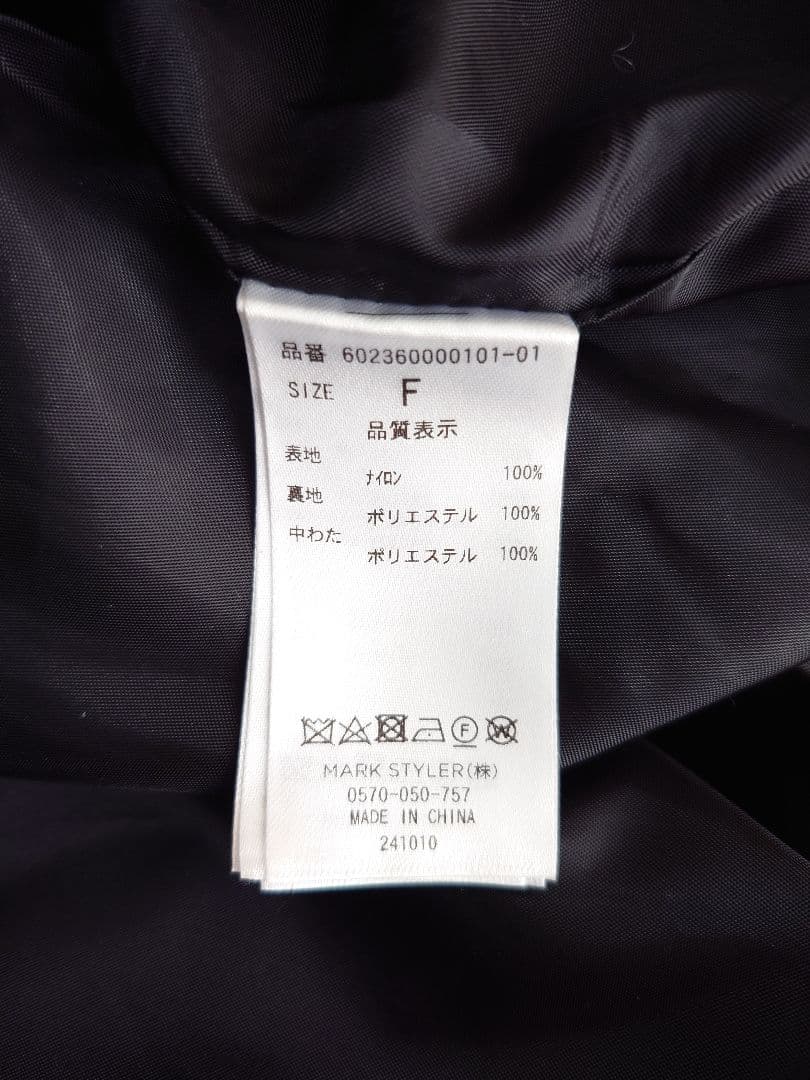 品番 602360000101-01
SIZE F
品質表示
表地 ﾅｲﾛﾝ 100%
裏地 ポリエステル 100%
中わた ポリエステル 100%
F W
MARK STYLER(株)
0570-050-757
MADE IN CHINA
241010